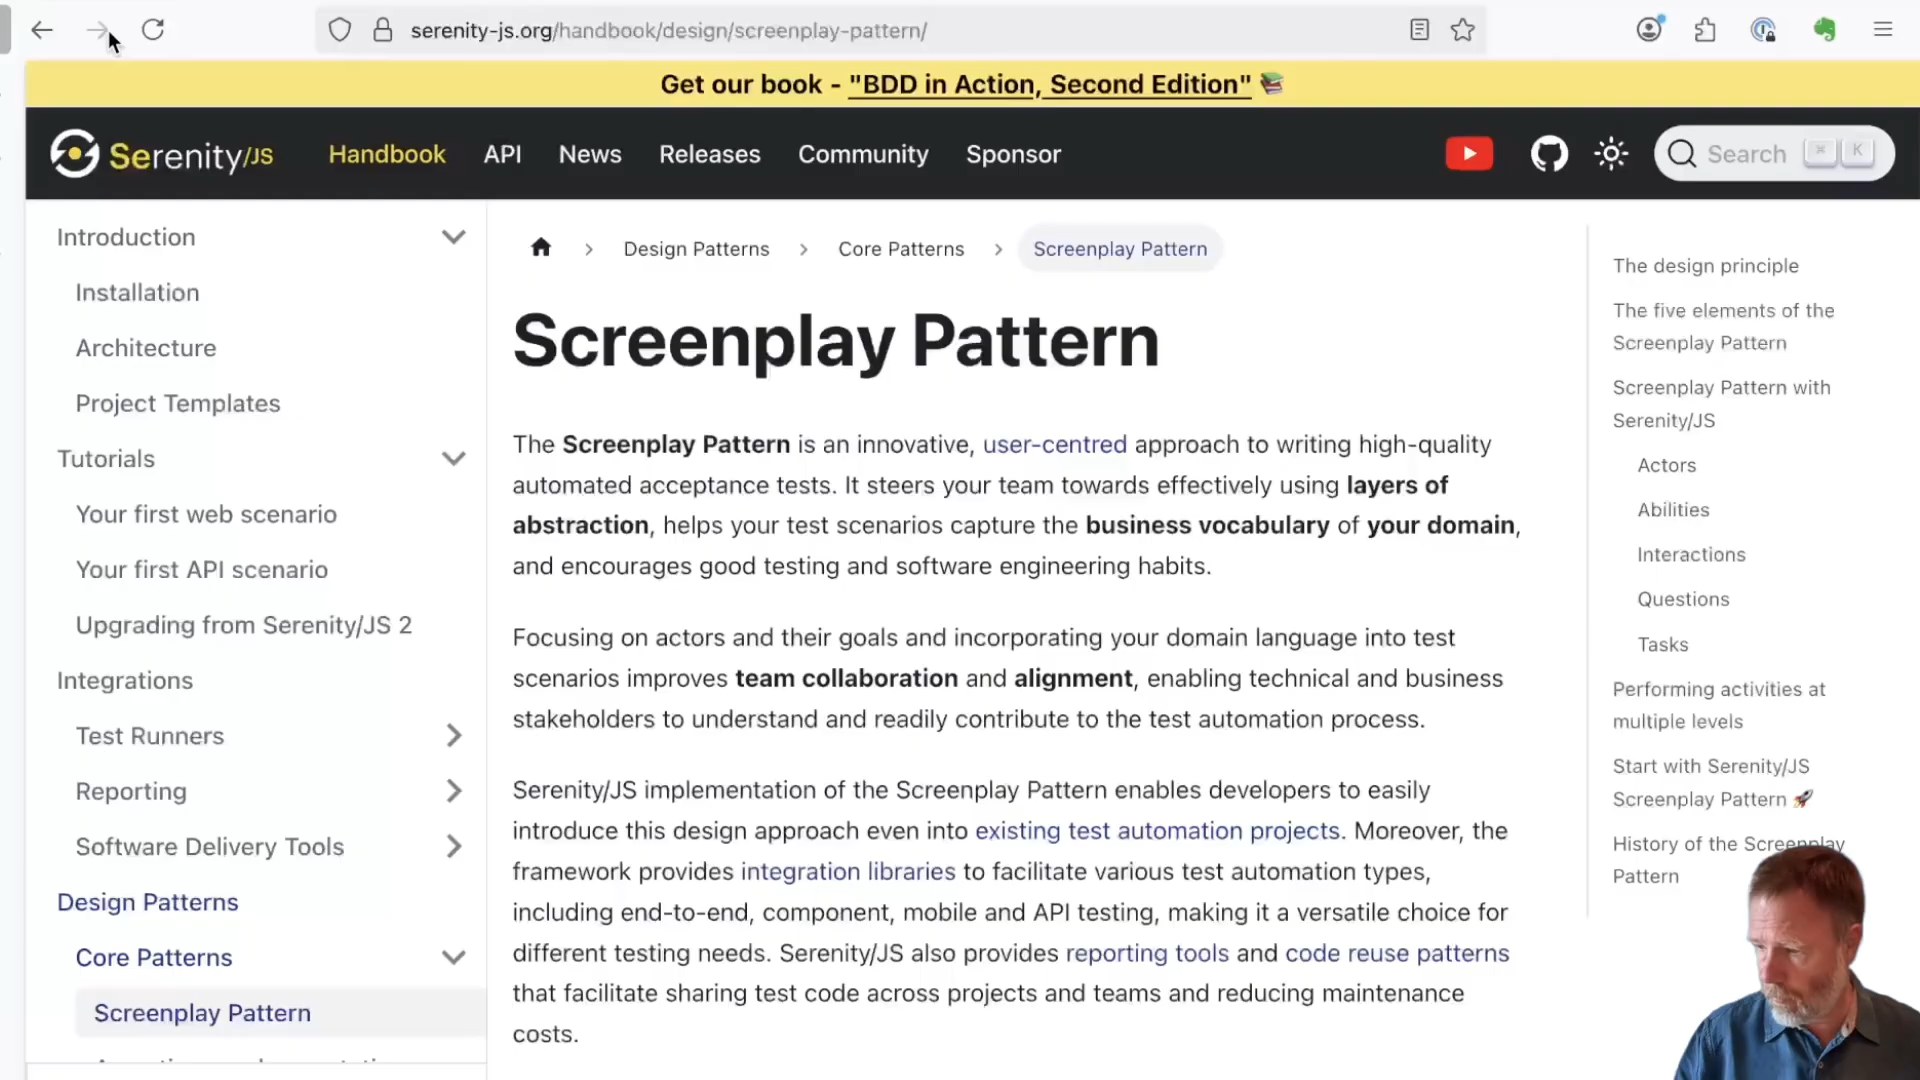 serenity-js.org/handbook/design/screenplay-pattern/
Get our book - "BDD in Action, Second Edition" 📚
Serenity/JS
Handbook
API
News
Releases
Community
Sponsor
Search
⌘ K
Introduction
Installation
Architecture
Project Templates
Tutorials
Your first web scenario
Your first API scenario
Upgrading from Serenity/JS 2
Integrations
Test Runners
Reporting
Software Delivery Tools
Design Patterns
Core Patterns
Screenplay Pattern
Design Patterns
Core Patterns
Screenplay Pattern
Screenplay Pattern
The Screenplay Pattern is an innovative, user-centred approach to writing high-quality
automated acceptance tests. It steers your team towards effectively using layers of
abstraction, helps your test scenarios capture the business vocabulary of your domain,
and encourages good testing and software engineering habits.
Focusing on actors and their goals and incorporating your domain language into test
scenarios improves team collaboration and alignment, enabling technical and business
stakeholders to understand and readily contribute to the test automation process.
Serenity/JS implementation of the Screenplay Pattern enables developers to easily
introduce this design approach even into existing test automation projects. Moreover, the
framework provides integration libraries to facilitate various test automation types,
including end-to-end, component, mobile and API testing, making it a versatile choice for
different testing needs. Serenity/JS also provides reporting tools and code reuse patterns
that facilitate sharing test code across projects and teams and reducing maintenance
costs.
The design principle
The five elements of the
Screenplay Pattern
Screenplay Pattern with
Serenity/JS
Actors
Abilities
Interactions
Questions
Tasks
Performing activities at
multiple levels
Start with Serenity/JS
Screenplay Pattern 🚀
History of the Screenplay
Pattern